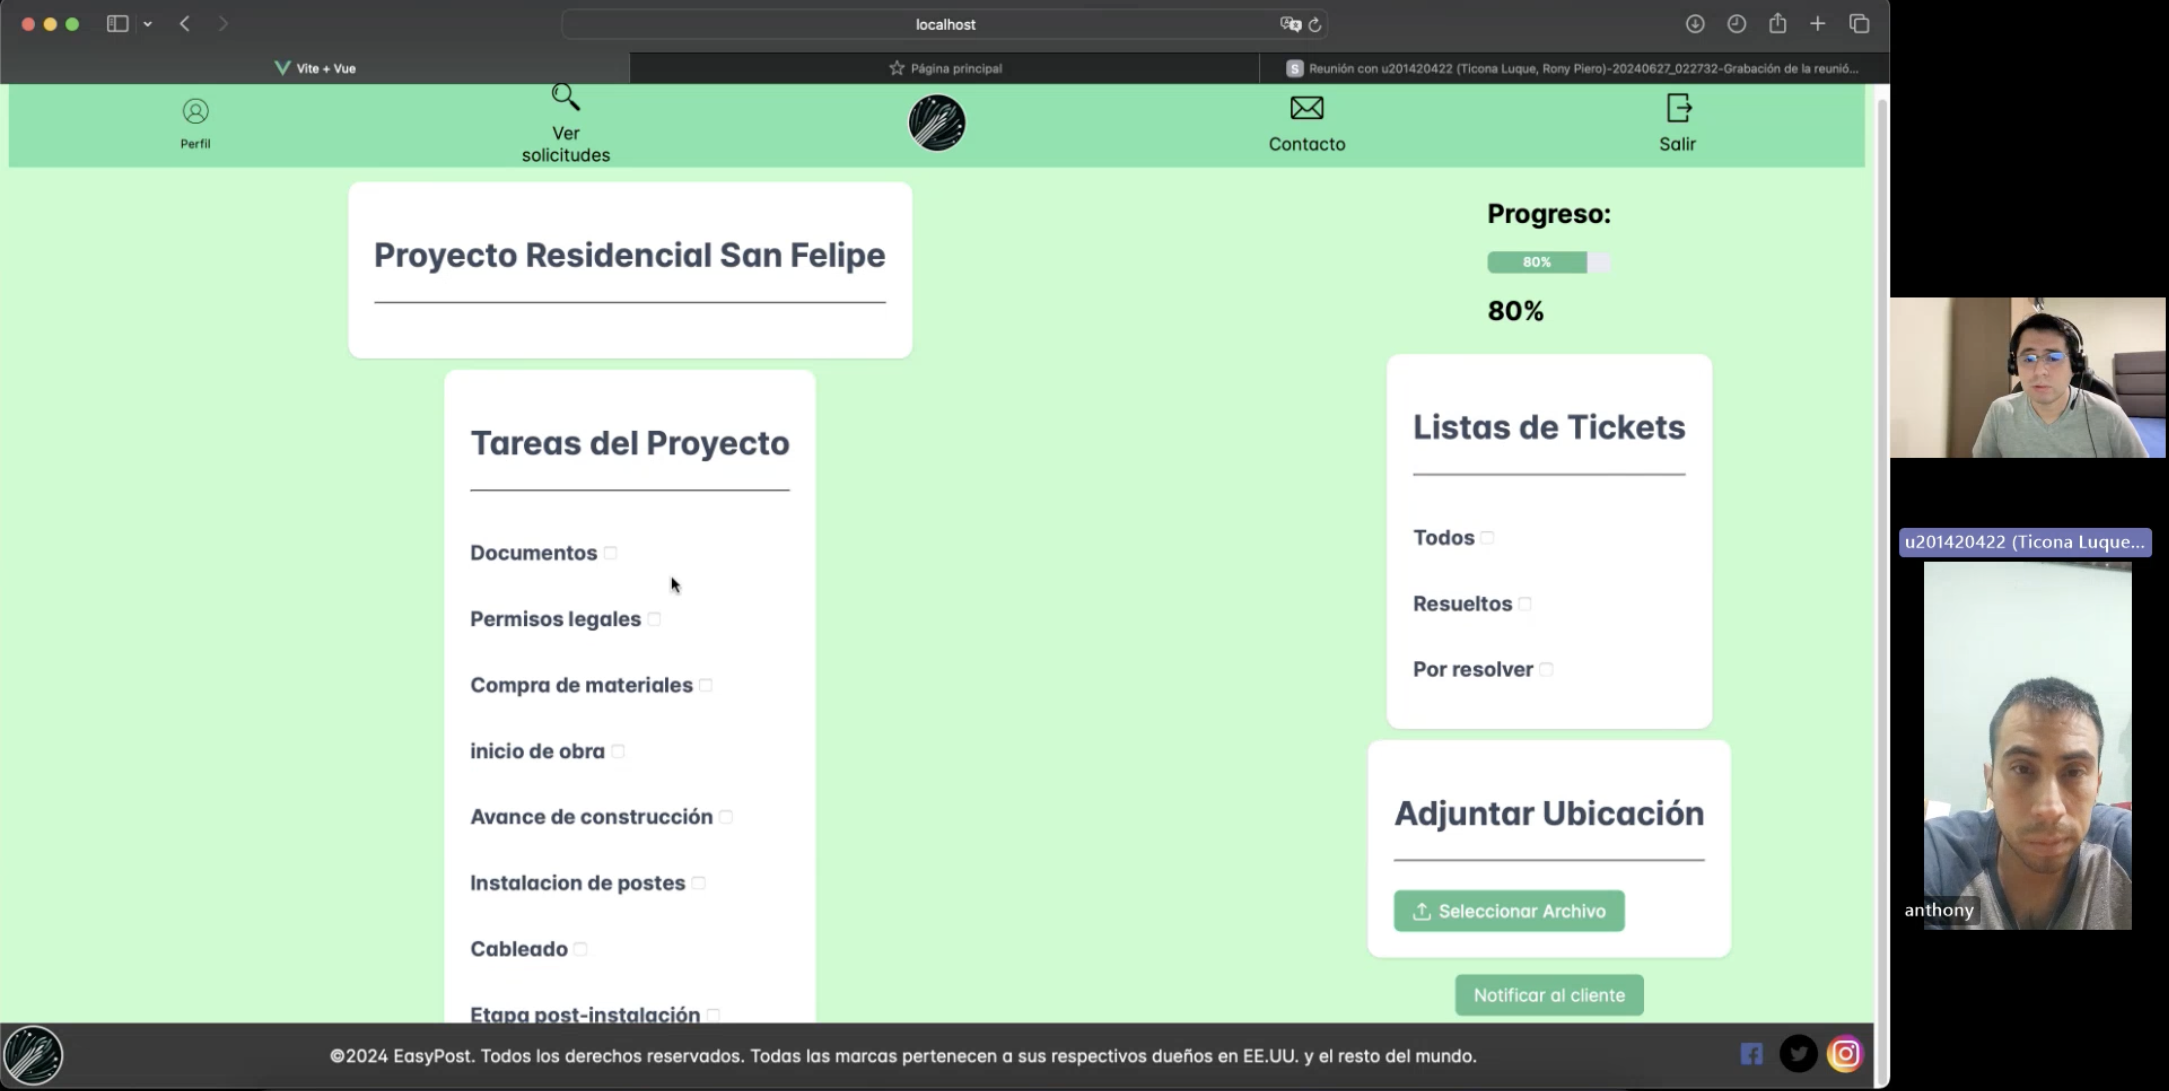 localhost
Vite + Vue
Página principal
S Reunión con u201420422 (Ticona Luque, Rony Piero)-20240627_022732-Grabación de la reunió...
Perfil
Ver
solicitudes
Contacto
Salir
Proyecto Residencial San Felipe
Progreso:
80%
80%
Tareas del Proyecto
Documentos
Permisos legales
Compra de materiales
inicio de obra
Avance de construcción
Instalacion de postes
Cableado
Etapa post-instalación
Listas de Tickets
Todos
Resueltos
Por resolver
Adjuntar Ubicación
Seleccionar Archivo
Notificar al cliente
©2024 EasyPost. Todos los derechos reservados. Todas las marcas pertenecen a sus respectivos dueños en EE.UU. y el resto del mundo.
u201420422 (Ticona Luque...
anthony